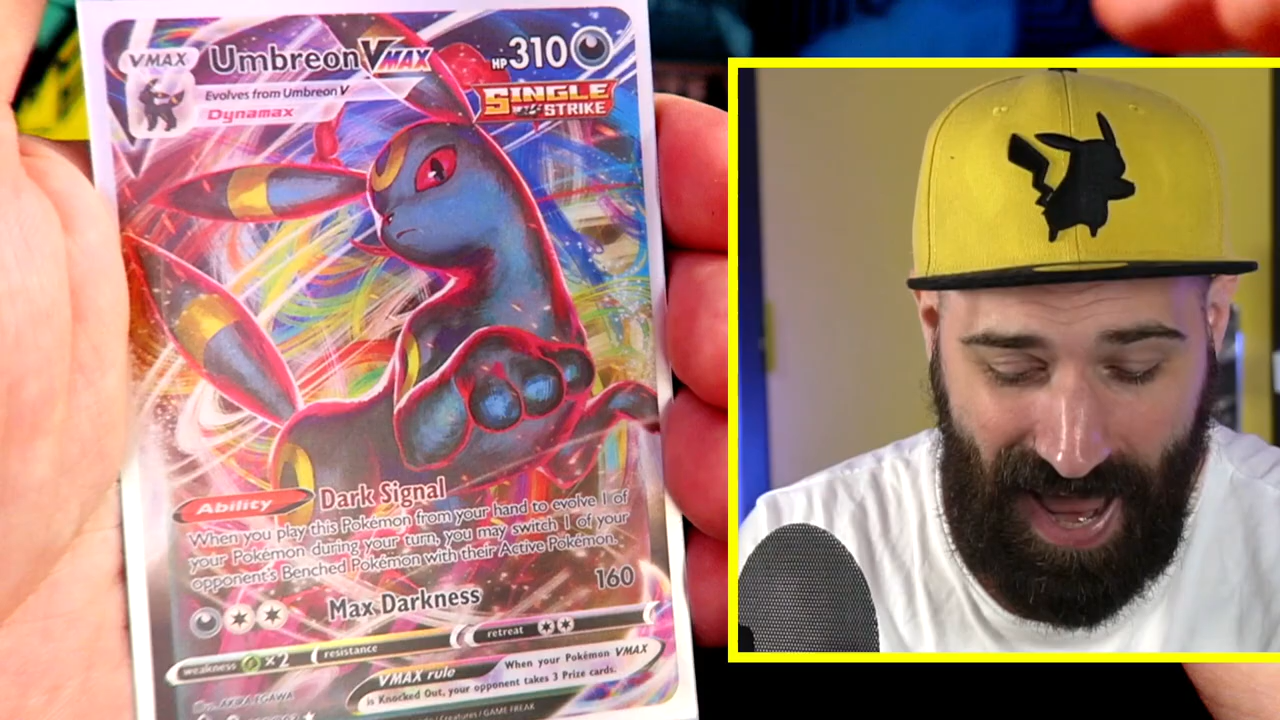 VMAX
Umbreon VMAX HP 310
Evolves from Umbreon V
Dynamax
SINGLE
STRIKE
Ability Dark Signal
When you play this Pokémon from your hand to evolve 1 of
your Pokémon during your turn, you may switch 1 of your
opponent's Benched Pokémon with their Active Pokémon.
Max Darkness 160
weakness ×2 resistance retreat
VMAX rule When your Pokémon VMAX
is Knocked Out, your opponent takes 3 Prize cards.
Creatures / GAME FREAK